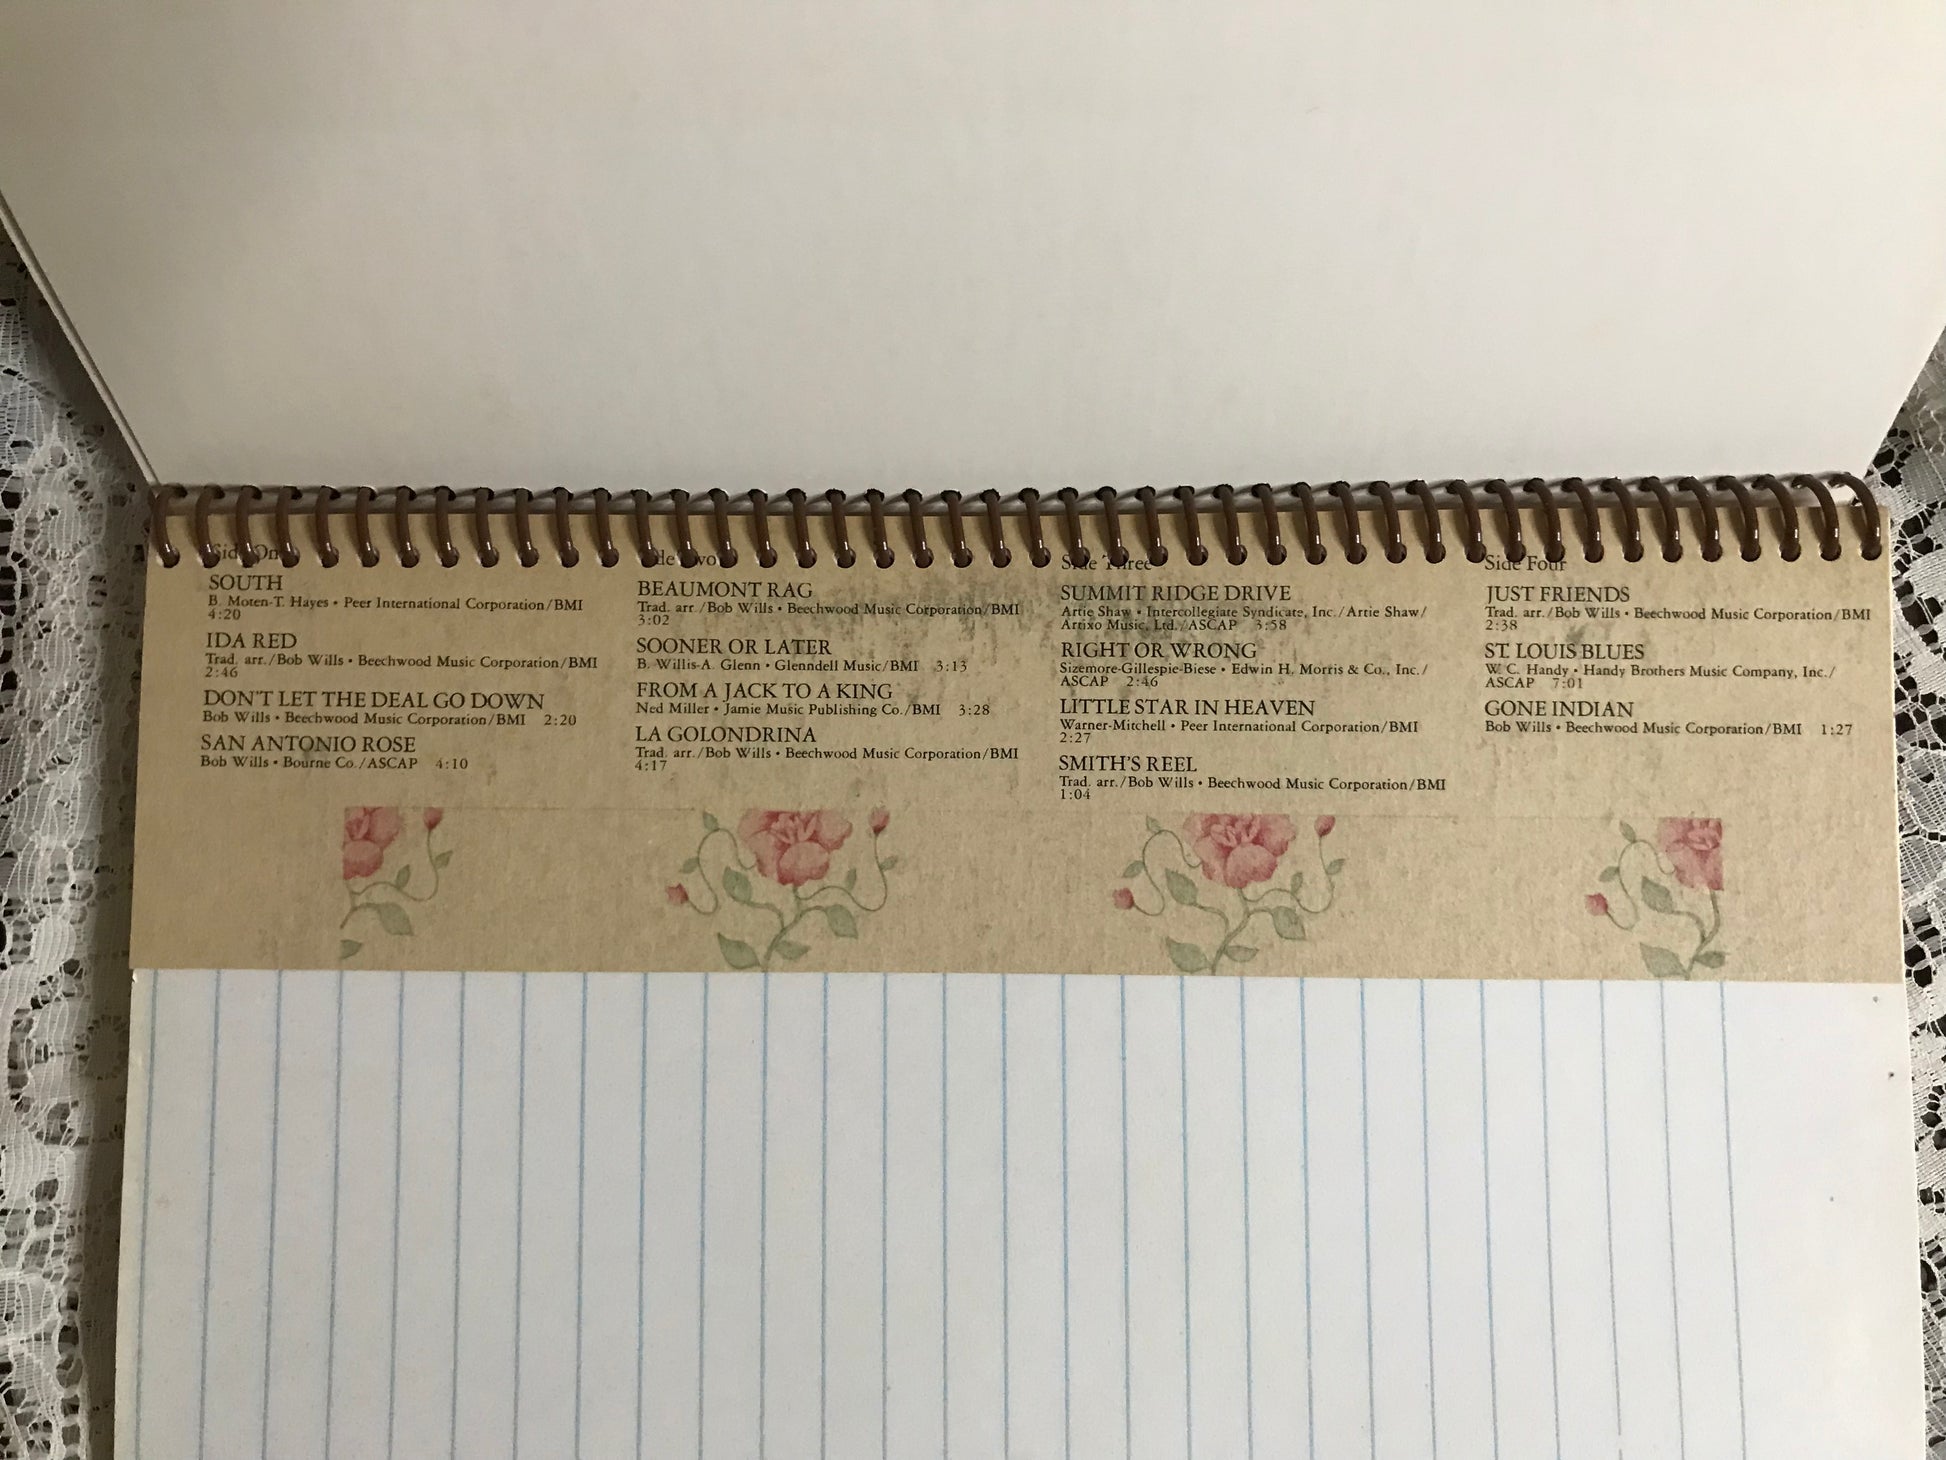 Side One
SOUTH
B. Moten-T. Hayes • Peer International Corporation/BMI
4:20
IDA RED
Trad. arr./Bob Wills • Beechwood Music Corporation/BMI
2:46
DON'T LET THE DEAL GO DOWN
Bob Wills • Beechwood Music Corporation/BMI 2:20
SAN ANTONIO ROSE
Bob Wills • Bourne Co./ASCAP 4:10
Side Two
BEAUMONT RAG
Trad. arr./Bob Wills • Beechwood Music Corporation/BMI
3:02
SOONER OR LATER
B. Willis-A. Glenn • Glenndell Music/BMI 3:13
FROM A JACK TO A KING
Ned Miller • Jamie Music Publishing Co./BMI 3:28
LA GOLONDRINA
Trad. arr./Bob Wills • Beechwood Music Corporation/BMI
4:17
Side Three
SUMMIT RIDGE DRIVE
Artie Shaw • Intercollegiate Syndicate, Inc./Artie Shaw/
Artixo Music, Ltd./ASCAP 3:58
RIGHT OR WRONG
Sizemore-Gillespie-Biese • Edwin H. Morris & Co., Inc./
ASCAP 2:46
LITTLE STAR IN HEAVEN
Warner-Mitchell • Peer International Corporation/BMI
2:27
SMITH'S REEL
Trad. arr./Bob Wills • Beechwood Music Corporation/BMI
1:04
Side Four
JUST FRIENDS
Trad. arr./Bob Wills • Beechwood Music Corporation/BMI
2:38
ST. LOUIS BLUES
W. C. Handy • Handy Brothers Music Company, Inc./
ASCAP 7:01
GONE INDIAN
Bob Wills • Beechwood Music Corporation/BMI 1:27